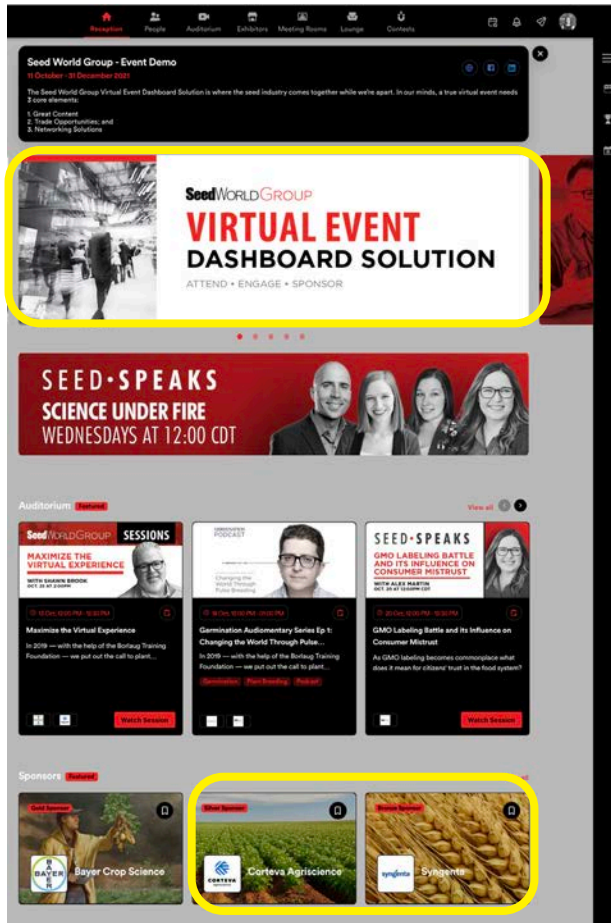 Reception People Auditorium Exhibitors Meeting Rooms Lounge Contests
Seed World Group - Event Demo
11 October - 31 December 2021
The Seed World Group Virtual Event Dashboard Solution is where the seed industry comes together while we're apart. In our minds, a true virtual event needs
3 core elements:
1. Great Content
2. Trade Opportunities; and
3. Networking Solutions
SeedWORLDGROUP
VIRTUAL EVENT
DASHBOARD SOLUTION
ATTEND • ENGAGE • SPONSOR
SEED•SPEAKS
SCIENCE UNDER FIRE
WEDNESDAYS AT 12:00 CDT
Auditorium Featured
View all
SeedWORLDGROUP SESSIONS
MAXIMIZE THE
VIRTUAL EXPERIENCE
WITH SHAWN BROOK
Maximize the Virtual Experience
In 2019 — with the help of the Borlaug Training
Foundation — we put out the call to plant...
Watch Session
GERMINATION
PODCAST
Changing the
World Through
Pulse Breeding
Germination Audiomentary Series Ep 1:
Changing the World Through Pulse...
In 2019 — with the help of the Borlaug Training
Foundation — we put out the call to plant...
Germination Plant Breeding Podcast
SEED•SPEAKS
GMO LABELING BATTLE
AND ITS INFLUENCE ON
CONSUMER MISTRUST
WITH ALEX MARTIN
GMO Labeling Battle and its Influence on
Consumer Mistrust
As GMO labeling becomes commonplace what
does it mean for citizens' trust in the food system?
Watch Session
Sponsors Featured
Gold Sponsor
BAYER
Bayer Crop Science
Silver Sponsor
CORTEVA
Corteva Agriscience
Bronze Sponsor
syngenta
Syngenta